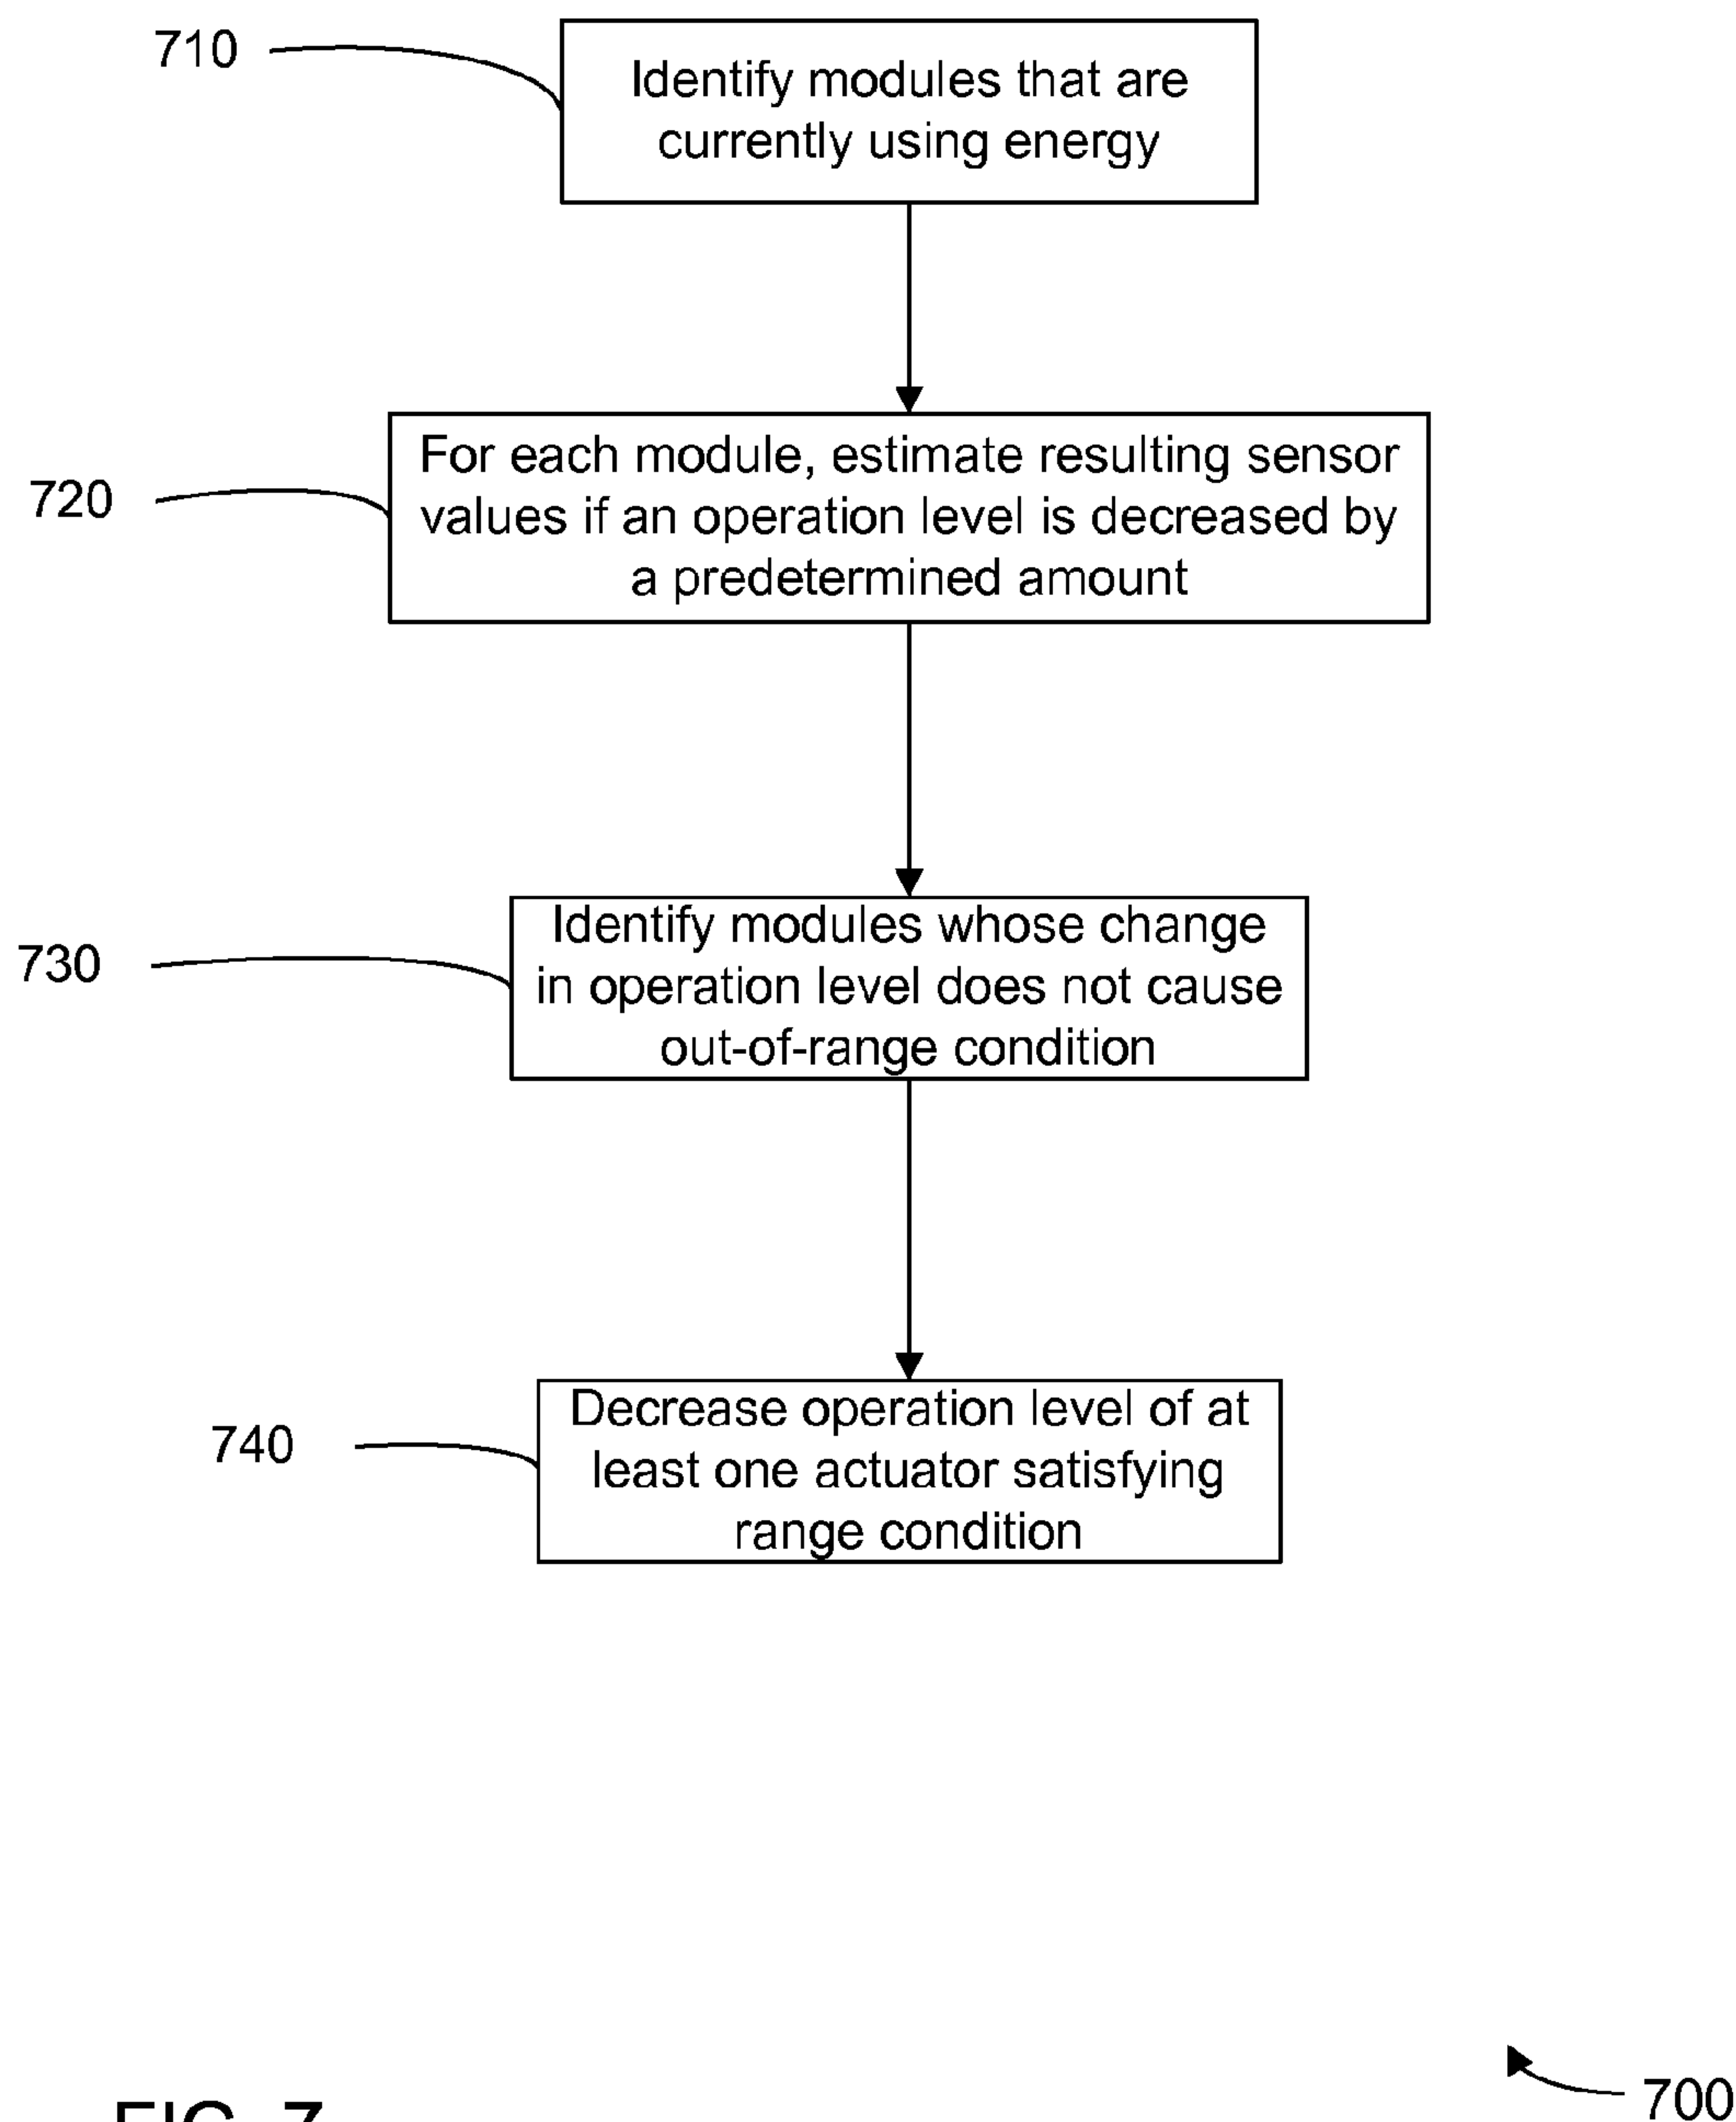 710
Identify modules that are
currently using energy
720
For each module, estimate resulting sensor
values if an operation level is decreased by
a predetermined amount
730
Identify modules whose change
in operation level does not cause
out-of-range condition
740
Decrease operation level of at
least one actuator satisfying
range condition
700
FIG. 7